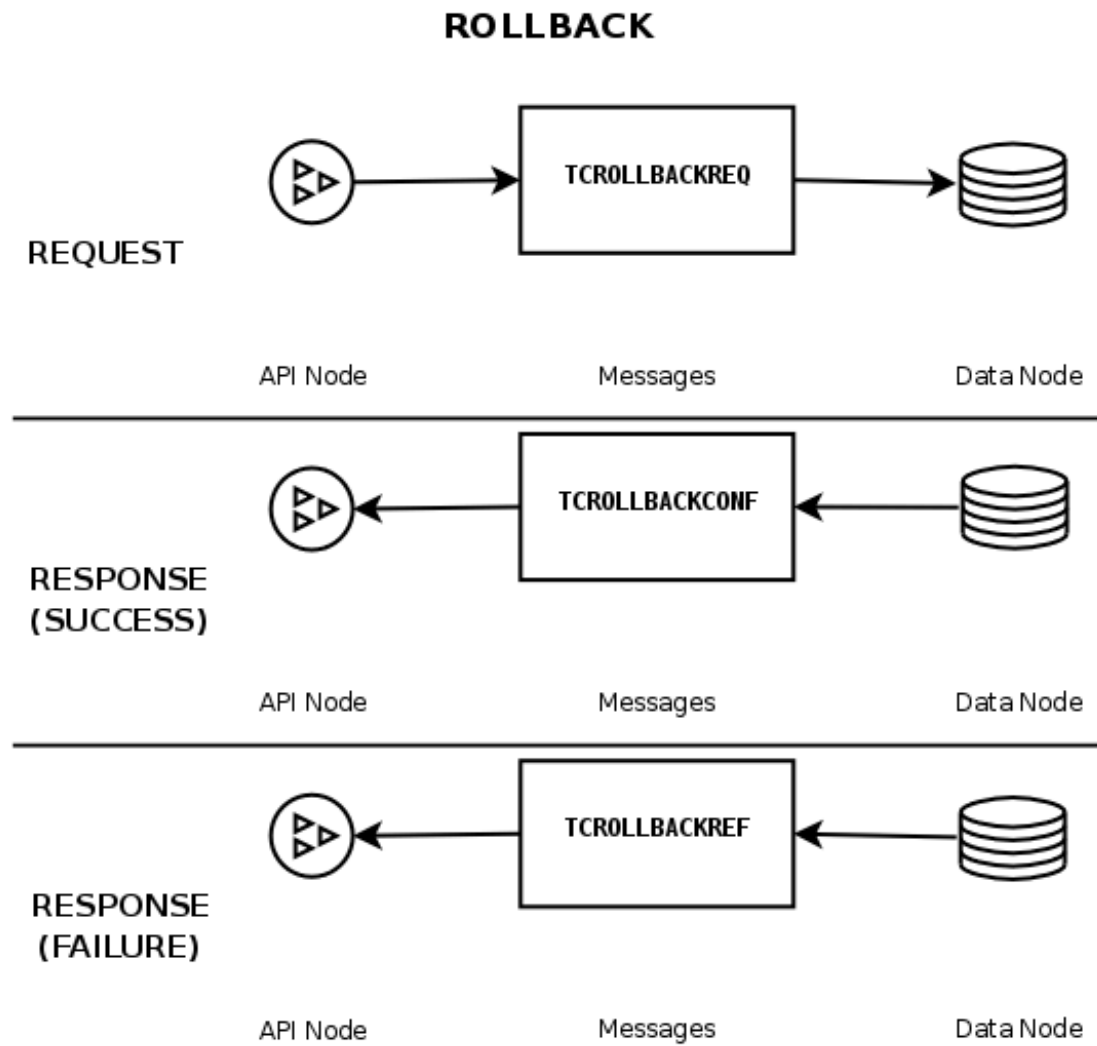 ROLLBACK
TCROLLBACKREQ
REQUEST
API Node
Messages
Data Node
TCROLLBACKCONF
RESPONSE
(SUCCESS)
API Node
Messages
Data Node
TCROLLBACKREF
RESPONSE
(FAILURE)
API Node
Messages
Data Node